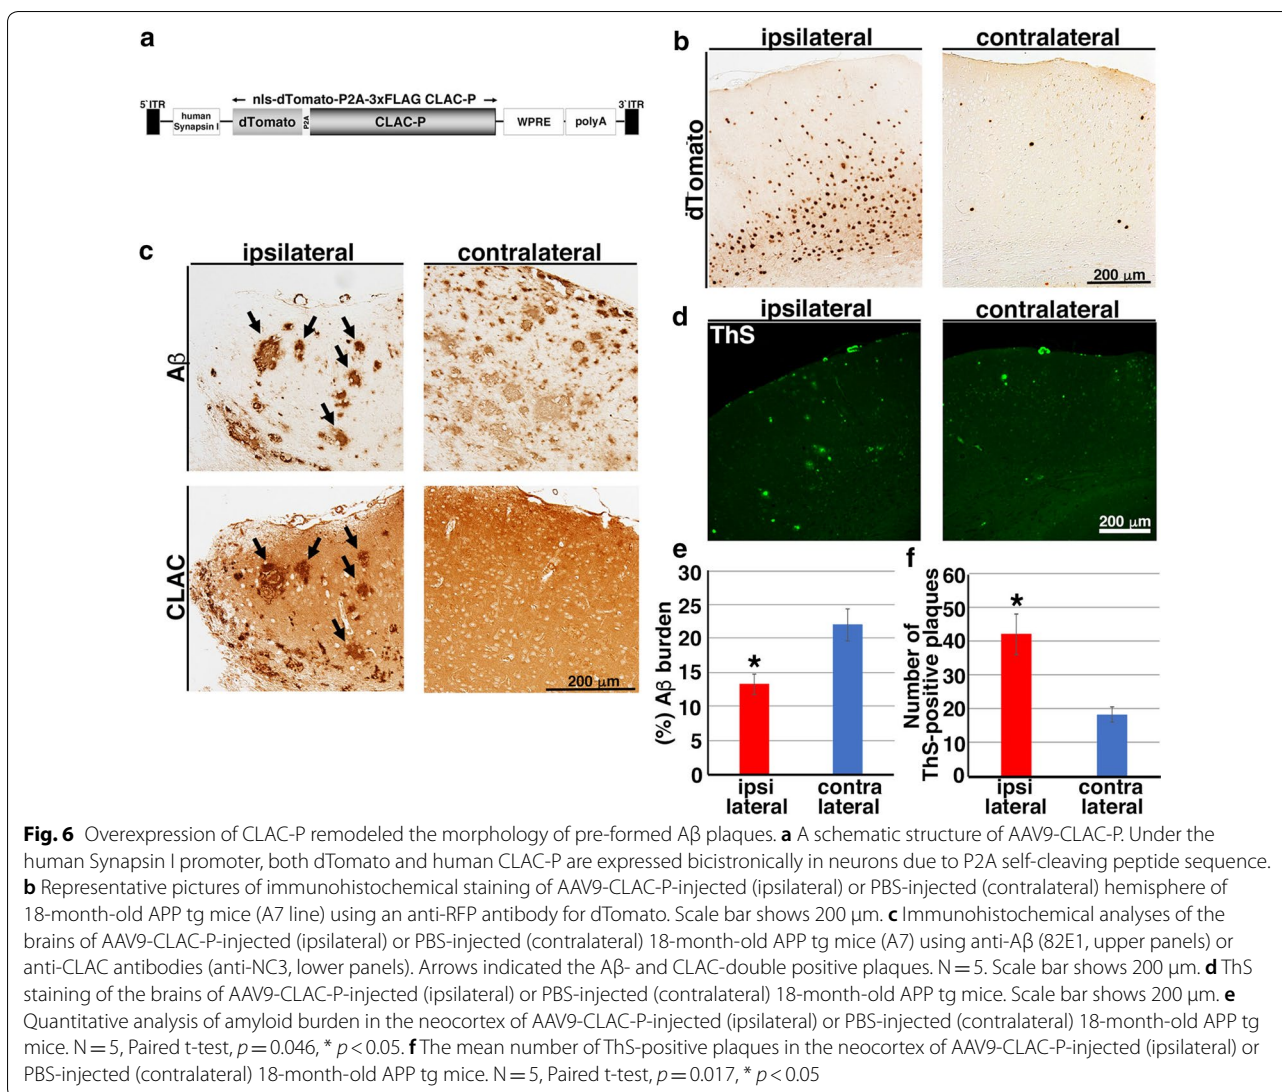 a
nls-dTomato-P2A-3xFLAG CLAC-P
5`ITR
human Synapsin I
dTomato
P2A
CLAC-P
WPRE
polyA
3`ITR
b
ipsilateral
contralateral
dTomato
200 μm
c
ipsilateral
contralateral
Aβ
CLAC
200 μm
d
ipsilateral
contralateral
ThS
200 μm
e
(%) Aβ burden
30
25
20
15
10
5
0
*
ipsi lateral
contra lateral
f
Number of ThS-positive plaques
60
50
40
30
20
10
0
*
ipsi lateral
contra lateral
Fig. 6 Overexpression of CLAC-P remodeled the morphology of pre-formed Aβ plaques. a A schematic structure of AAV9-CLAC-P. Under the
human Synapsin I promoter, both dTomato and human CLAC-P are expressed bicistronically in neurons due to P2A self-cleaving peptide sequence.
b Representative pictures of immunohistochemical staining of AAV9-CLAC-P-injected (ipsilateral) or PBS-injected (contralateral) hemisphere of
18-month-old APP tg mice (A7 line) using an anti-RFP antibody for dTomato. Scale bar shows 200 μm. c Immunohistochemical analyses of the
brains of AAV9-CLAC-P-injected (ipsilateral) or PBS-injected (contralateral) 18-month-old APP tg mice (A7) using anti-Aβ (82E1, upper panels) or
anti-CLAC antibodies (anti-NC3, lower panels). Arrows indicated the Aβ- and CLAC-double positive plaques. N = 5. Scale bar shows 200 μm. d ThS
staining of the brains of AAV9-CLAC-P-injected (ipsilateral) or PBS-injected (contralateral) 18-month-old APP tg mice. Scale bar shows 200 μm. e
Quantitative analysis of amyloid burden in the neocortex of AAV9-CLAC-P-injected (ipsilateral) or PBS-injected (contralateral) 18-month-old APP tg
mice. N = 5, Paired t-test, p = 0.046, * p < 0.05. f The mean number of ThS-positive plaques in the neocortex of AAV9-CLAC-P-injected (ipsilateral) or
PBS-injected (contralateral) 18-month-old APP tg mice. N = 5, Paired t-test, p = 0.017, * p < 0.05